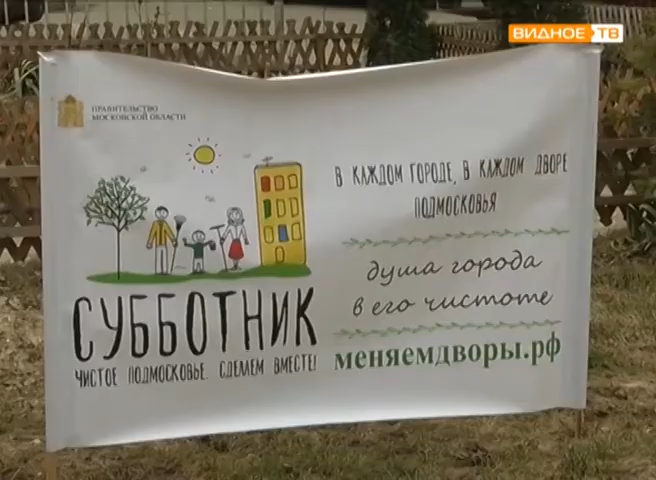 ВИДНОЕ ТВ
ПРАВИТЕЛЬСТВО
МОСКОВСКОЙ ОБЛАСТИ
В КАЖДОМ ГОРОДЕ, В КАЖДОМ ДВОРЕ
ПОДМОСКОВЬЯ
душа города
в его чистоте
меняемдворы.рф
СУББОТНИК
ЧИСТОЕ ПОДМОСКОВЬЕ. СДЕЛАЕМ ВМЕСТЕ!